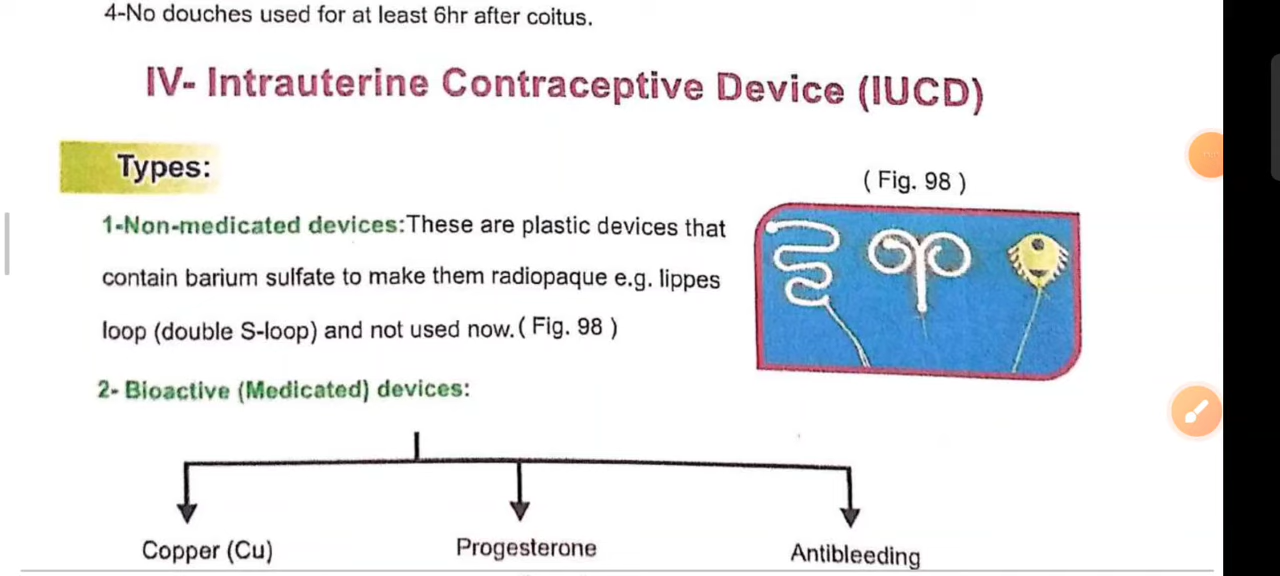 4-No douches used for at least 6hr after coitus.
IV- Intrauterine Contraceptive Device (IUCD)
Types:
( Fig. 98 )
1-Non-medicated devices:These are plastic devices that
contain barium sulfate to make them radiopaque e.g. lippes
loop (double S-loop) and not used now.( Fig. 98 )
2- Bioactive (Medicated) devices:
Copper (Cu)
Progesterone
Antibleeding